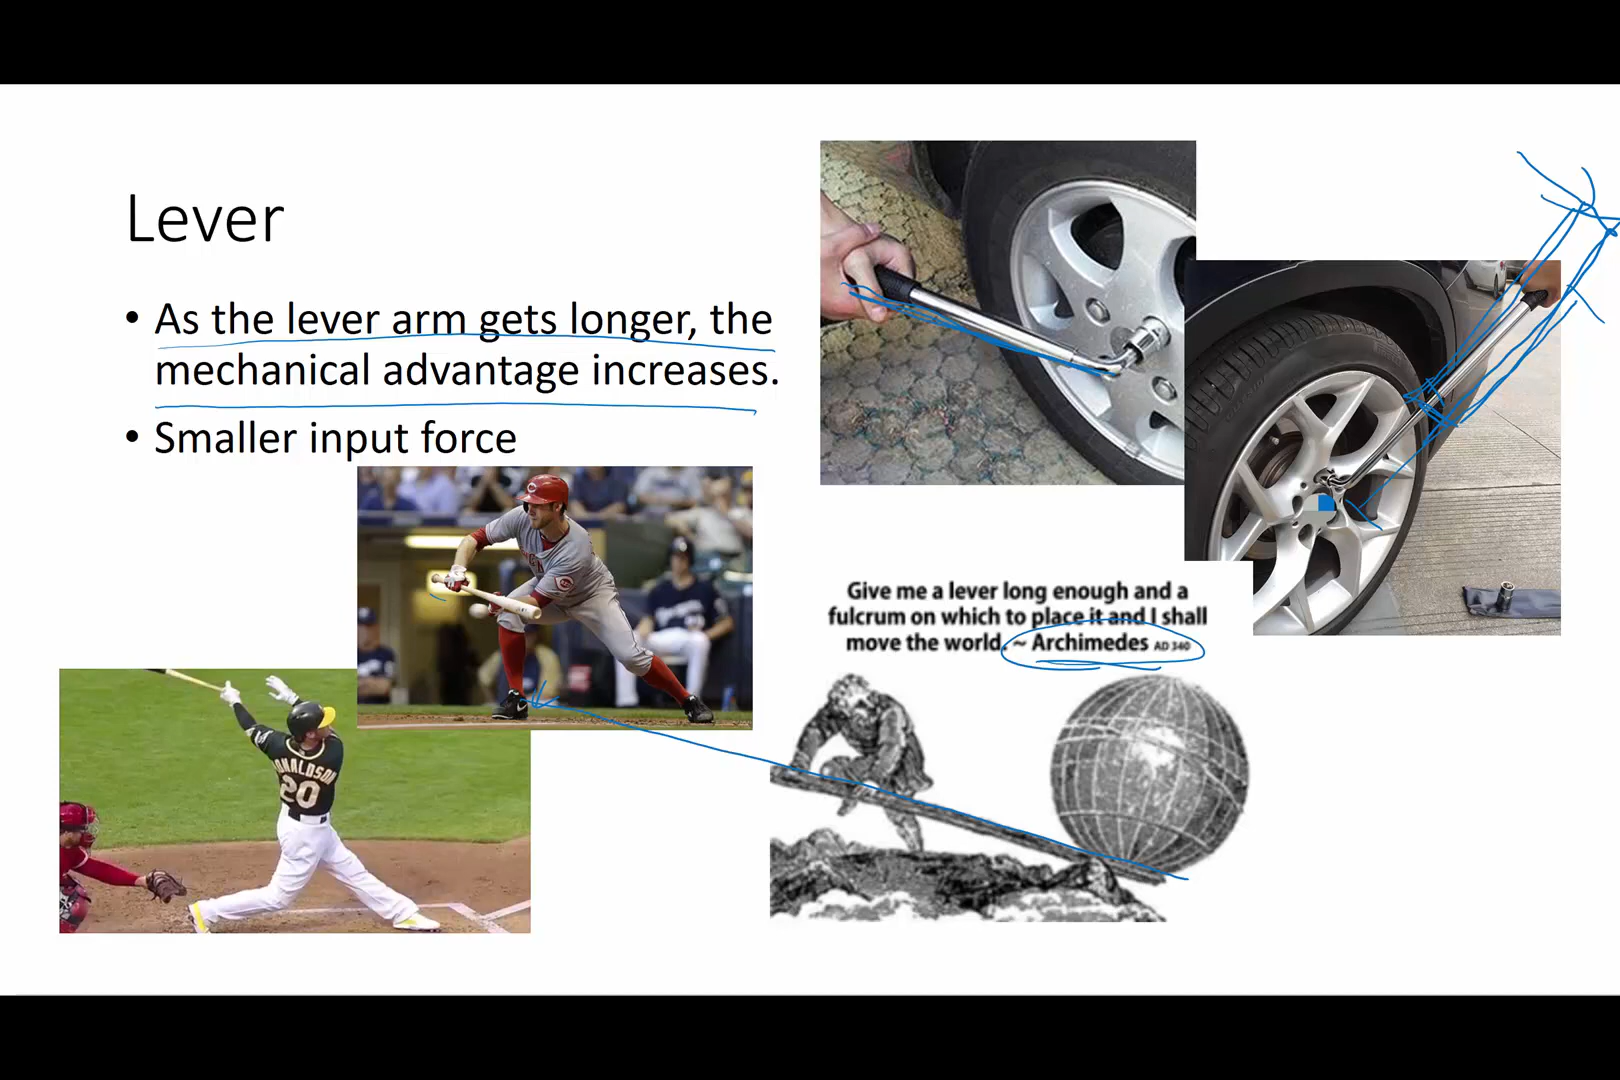 Lever
• As the lever arm gets longer, the
mechanical advantage increases.
• Smaller input force
Give me a lever long enough and a
fulcrum on which to place it and I shall
move the world. ~ Archimedes AD 340
DONALDSON
20